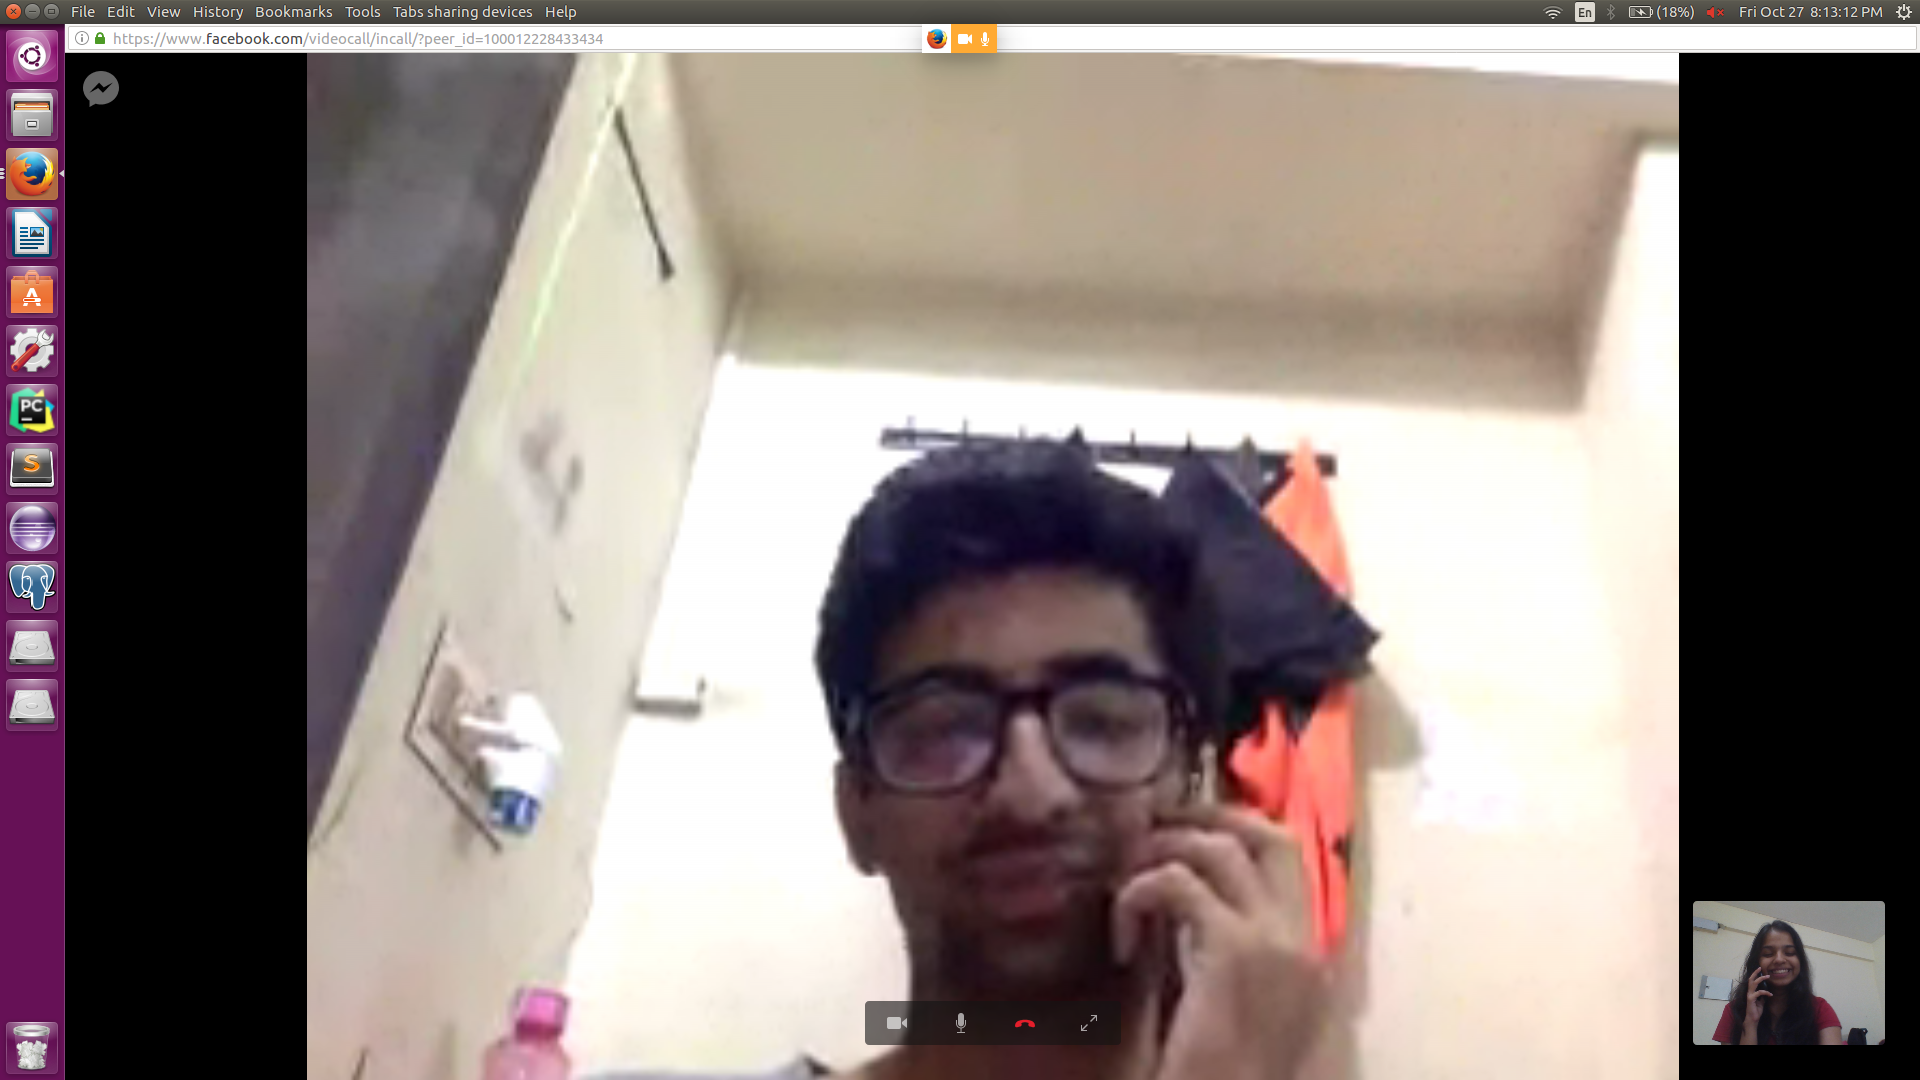 File Edit View History Bookmarks Tools Tabs sharing devices Help
En (18%) Fri Oct 27 8:13:12 PM
https://www.facebook.com/videocall/incall/?peer_id=100012228433434
A
PC
S